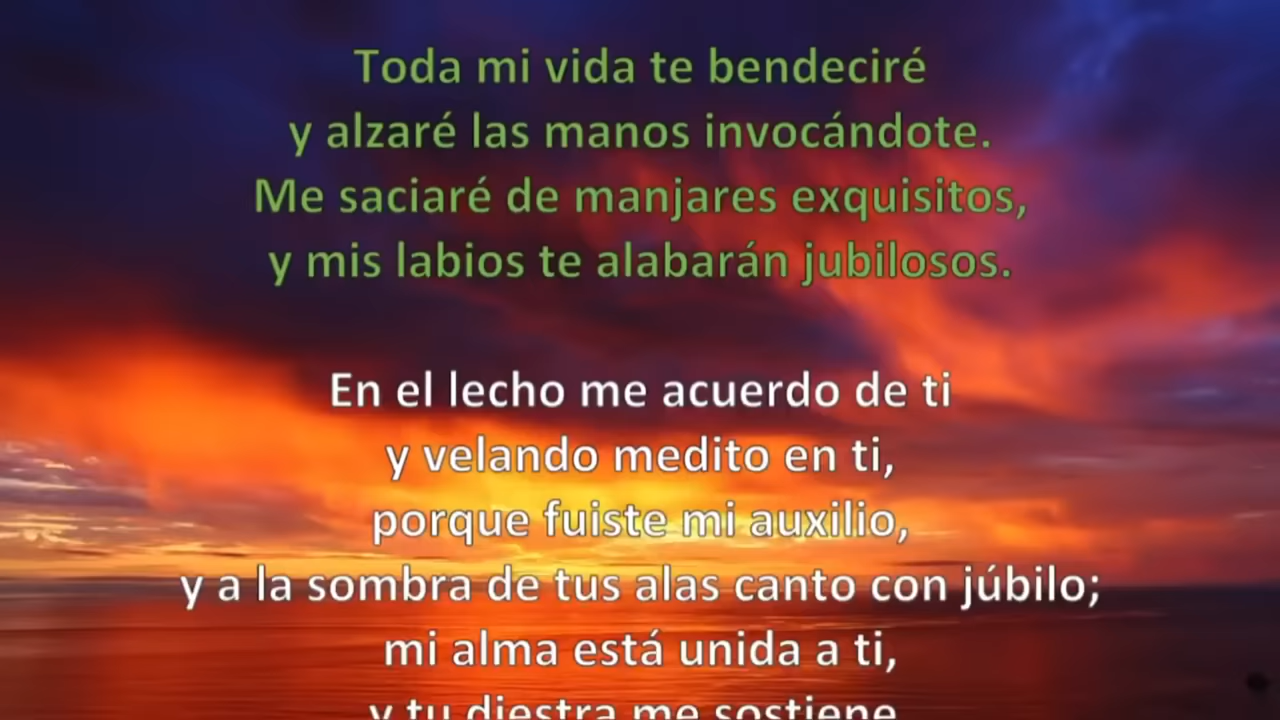 Toda mi vida te bendeciré
y alzaré las manos invocándote.
Me saciaré de manjares exquisitos,
y mis labios te alabarán jubilosos.
En el lecho me acuerdo de ti
y velando medito en ti,
porque fuiste mi auxilio,
y a la sombra de tus alas canto con júbilo;
mi alma está unida a ti,
y tu diestra me sostiene